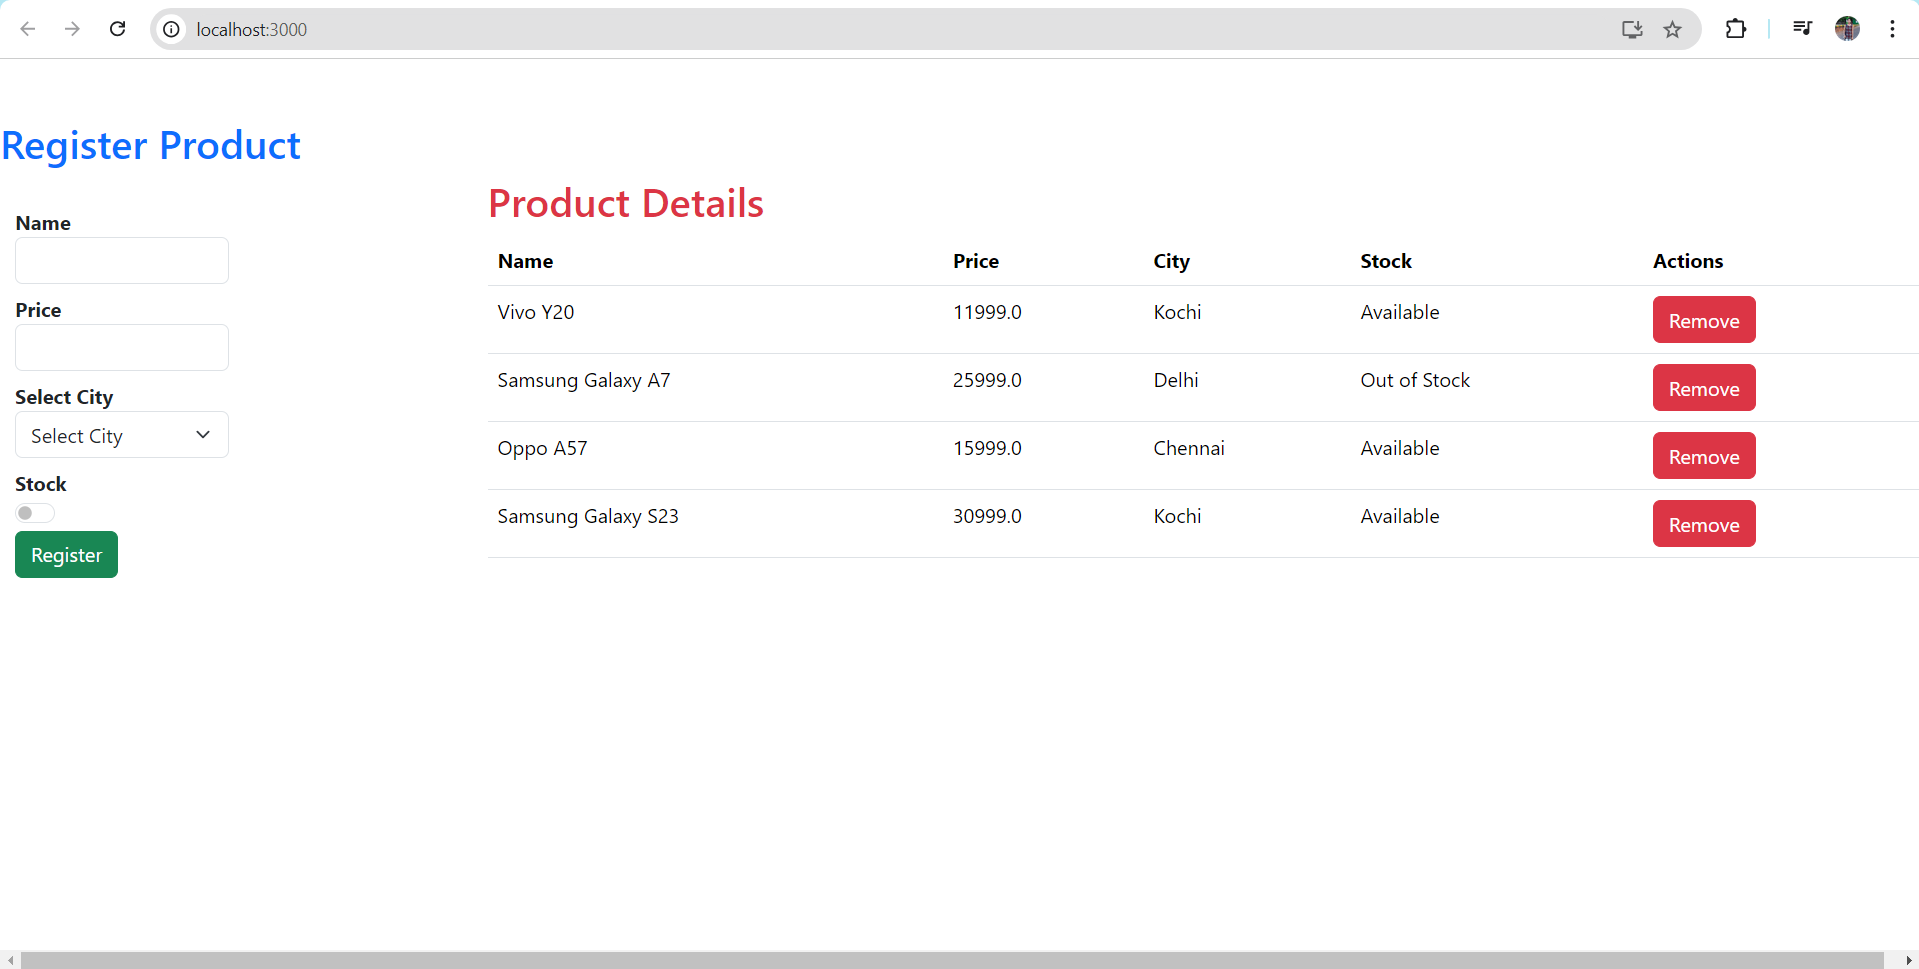 localhost:3000
Register Product
Name
Price
Select City
Select City
Stock
Register
Product Details
Name Price City Stock Actions
Vivo Y20 11999.0 Kochi Available Remove
Samsung Galaxy A7 25999.0 Delhi Out of Stock Remove
Oppo A57 15999.0 Chennai Available Remove
Samsung Galaxy S23 30999.0 Kochi Available Remove